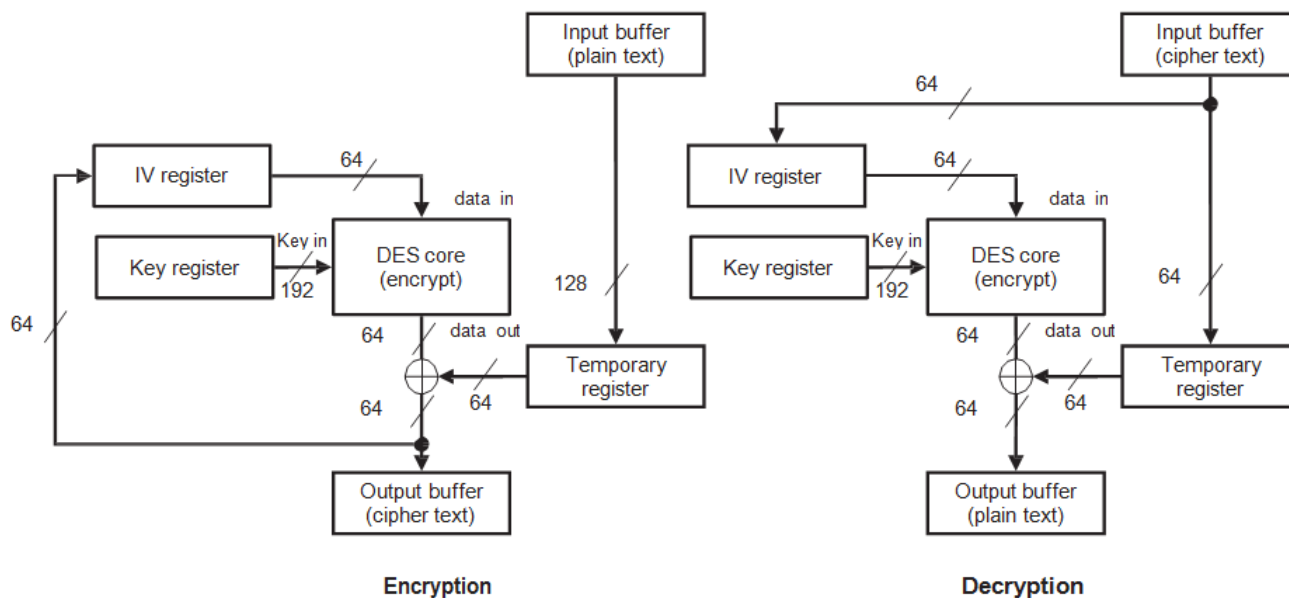 Input buffer
(plain text)
64
IV register
data in
Key in
Key register
DES core
(encrypt)
192
128
64
64
data out
Temporary
register
64
64
Output buffer
(cipher text)
Encryption
Input buffer
(cipher text)
64
64
IV register
data in
Key in
Key register
DES core
(encrypt)
192
64
64
data out
Temporary
register
64
64
Output buffer
(plain text)
Decryption